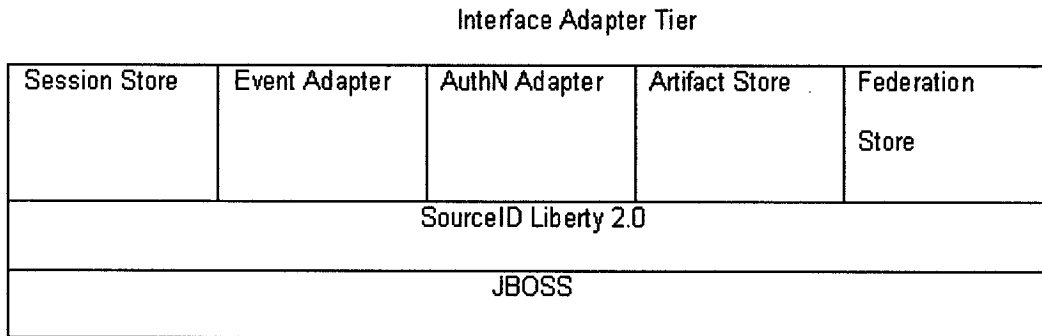 Interface Adapter Tier
Session Store
Event Adapter
AuthN Adapter
Artifact Store
Federation
Store
SourceID Liberty 2.0
JBOSS